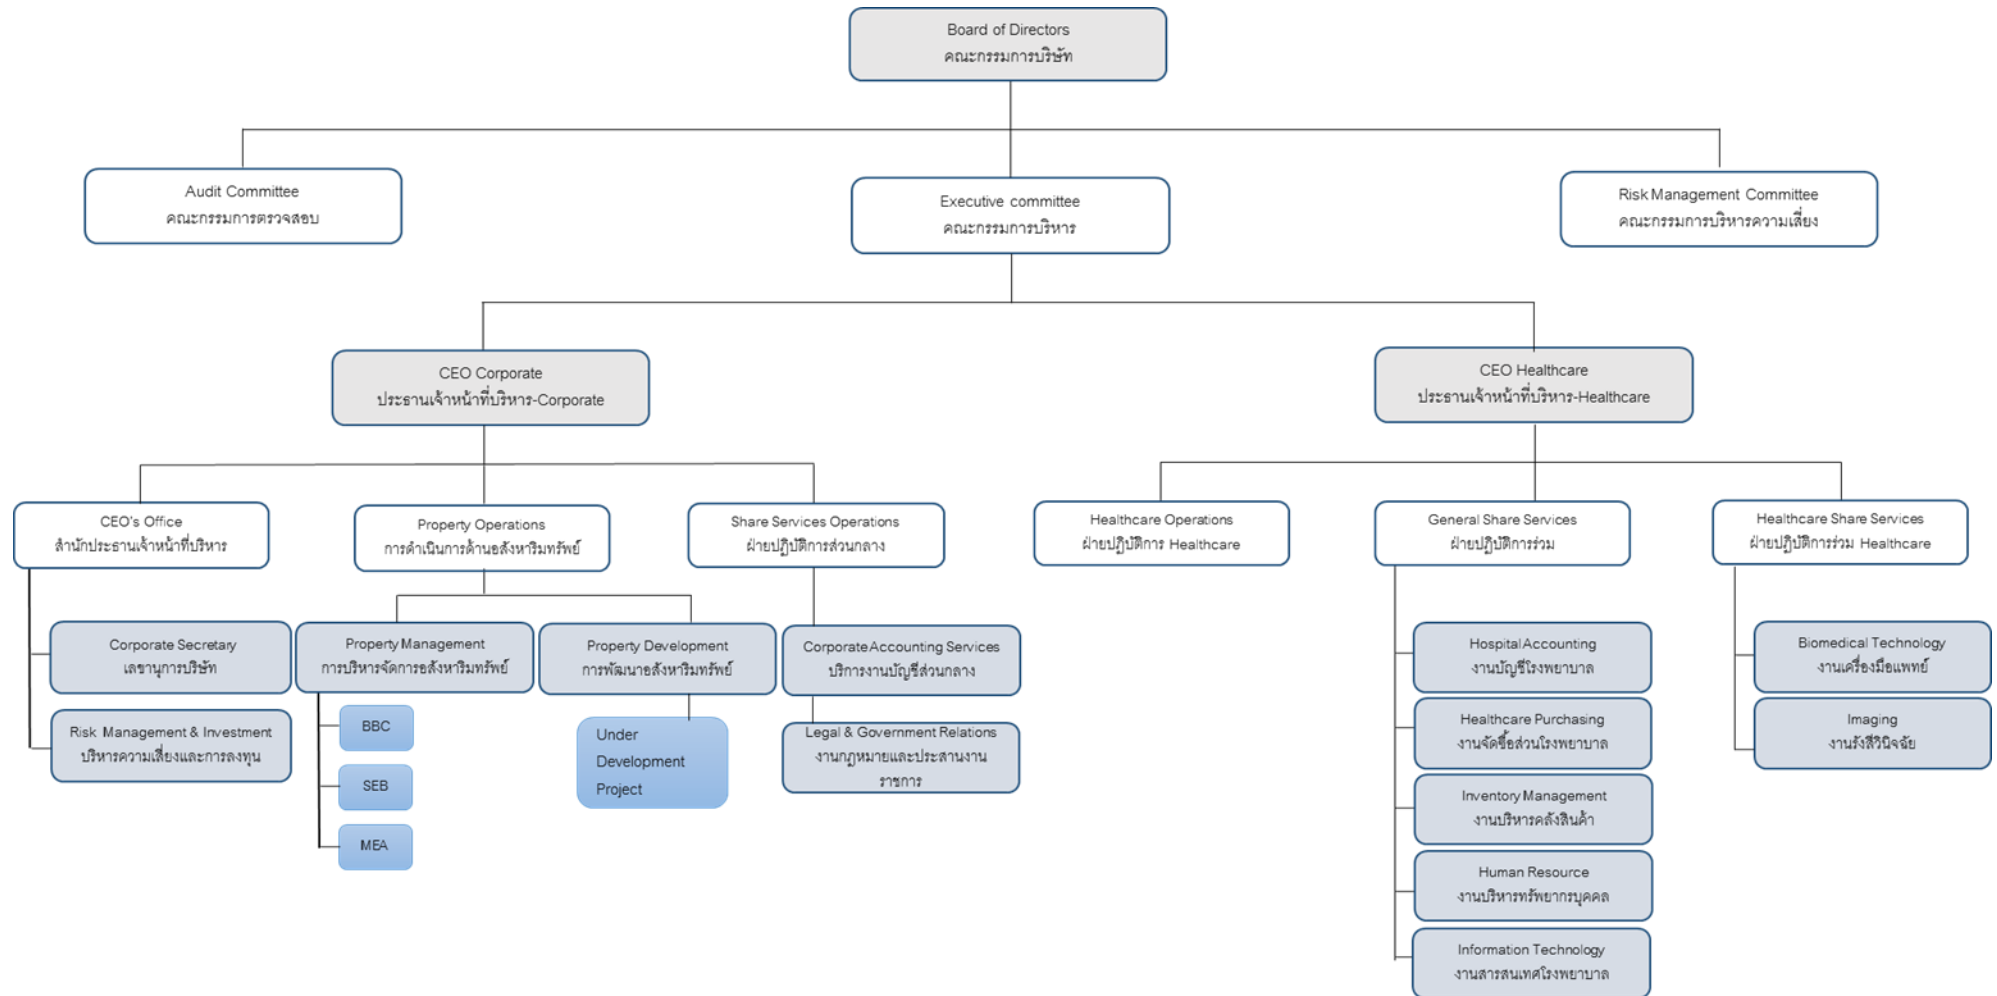 Board of Directors
คณะกรรมการบริษัท
Audit Committee
คณะกรรมการตรวจสอบ
Executive committee
คณะกรรมการบริหาร
Risk Management Committee
คณะกรรมการบริหารความเสี่ยง
CEO Corporate
ประธานเจ้าหน้าที่บริหาร-Corporate
CEO Healthcare
ประธานเจ้าหน้าที่บริหาร-Healthcare
CEO's Office
สำนักประธานเจ้าหน้าที่บริหาร
Property Operations
การดำเนินการด้านอสังหาริมทรัพย์
Share Services Operations
ฝ่ายปฏิบัติการส่วนกลาง
Healthcare Operations
ฝ่ายปฏิบัติการ Healthcare
General Share Services
ฝ่ายปฏิบัติการร่วม
Healthcare Share Services
ฝ่ายปฏิบัติการร่วม Healthcare
Corporate Secretary
เลขานุการบริษัท
Risk Management & Investment
บริหารความเสี่ยงและการลงทุน
Property Management
การบริหารจัดการอสังหาริมทรัพย์
BBC
SEB
MEA
Property Development
การพัฒนาอสังหาริมทรัพย์
Under
Development
Project
Corporate Accounting Services
บริการงานบัญชีส่วนกลาง
Legal & Government Relations
งานกฎหมายและประสานงาน
ราชการ
Hospital Accounting
งานบัญชีโรงพยาบาล
Healthcare Purchasing
งานจัดซื้อส่วนโรงพยาบาล
Inventory Management
งานบริหารคลังสินค้า
Human Resource
งานบริหารทรัพยากรบุคคล
Information Technology
งานสารสนเทศโรงพยาบาล
Biomedical Technology
งานเครื่องมือแพทย์
Imaging
งานรังสีวินิจฉัย